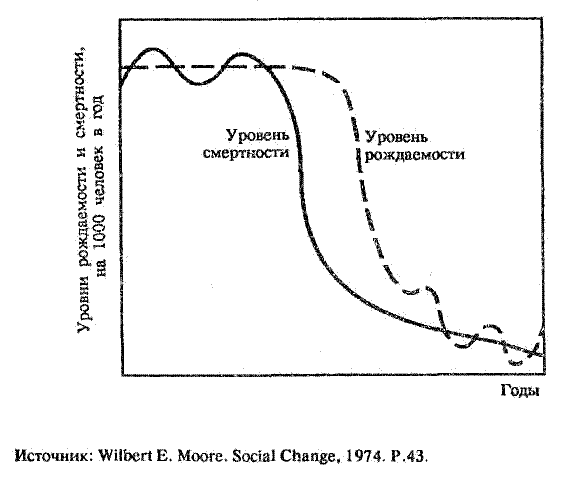 Уровни рождаемости и смертности,
на 1000 человек в год
Уровень
смертности
Уровень
рождаемости
Годы
Источник: Wilbert E. Moore. Social Change, 1974. P.43.